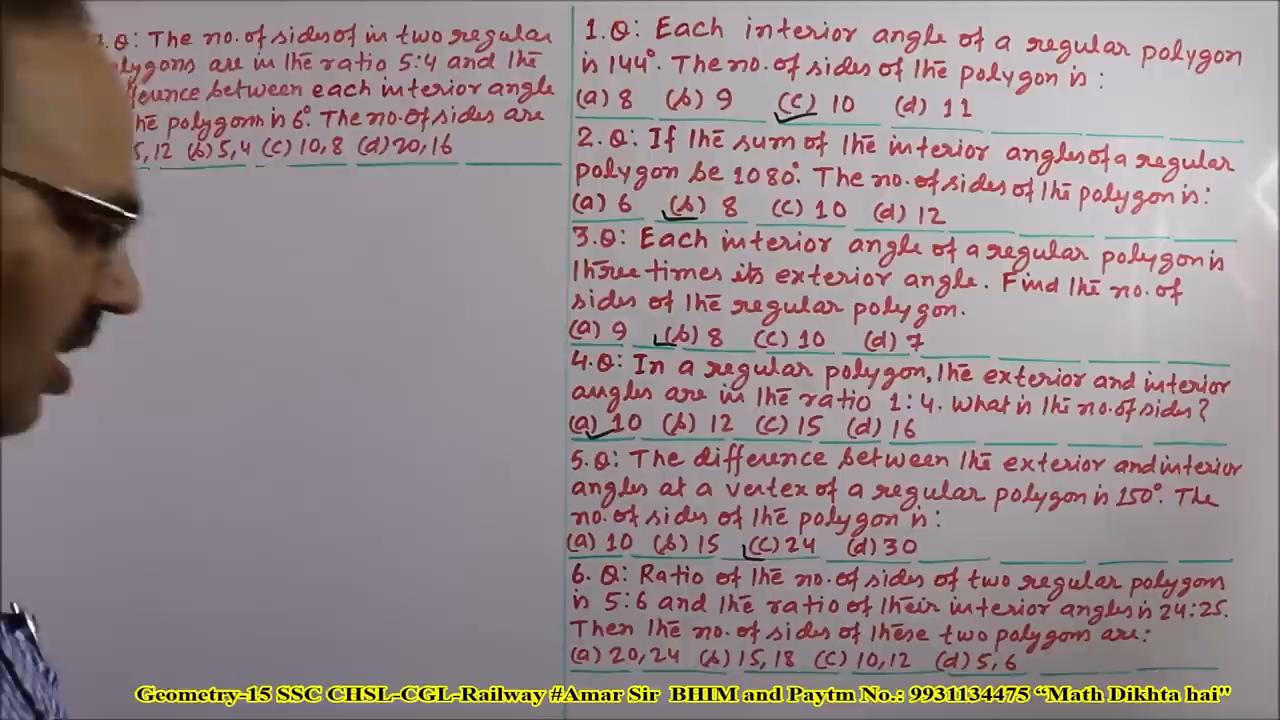 .Q: The no. of sides of in two regular
lygons are in the ratio 5:4 and the
ference between each interior angle
he polygon is 6°. The no. of sides are
5,12 (b) 5,4 (c) 10,8 (d) 20,16
1.Q: Each interior angle of a regular polygon
is 144°. The no. of sides of the polygon is :
(a) 8 (b) 9 (c) 10 (d) 11
2.Q: If the sum of the interior angles of a regular
polygon be 1080°. The no. of sides of the polygon is:
(a) 6 (b) 8 (c) 10 (d) 12
3.Q: Each interior angle of a regular polygon is
three times its exterior angle. Find the no. of
sides of the regular polygon.
(a) 9 (b) 8 (c) 10 (d) 7
4.Q: In a regular polygon, the exterior and interior
angles are in the ratio 1:4. What is the no. of sides?
(a) 10 (b) 12 (c) 15 (d) 16
5.Q: The difference between the exterior and interior
angles at a vertex of a regular polygon is 150°. The
no. of sides of the polygon is:
(a) 10 (b) 15 (c) 24 (d) 30
6. Q: Ratio of the no. of sides of two regular polygons
is 5:6 and the ratio of their interior angles is 24:25.
Then the no. of sides of these two polygons are:
(a) 20,24 (b) 15,18 (c) 10,12 (d) 5,6
Geometry-15 SSC CHSL-CGL-Railway #Amar Sir BHIM and Paytm No.: 9931134475 “Math Dikhta hai"